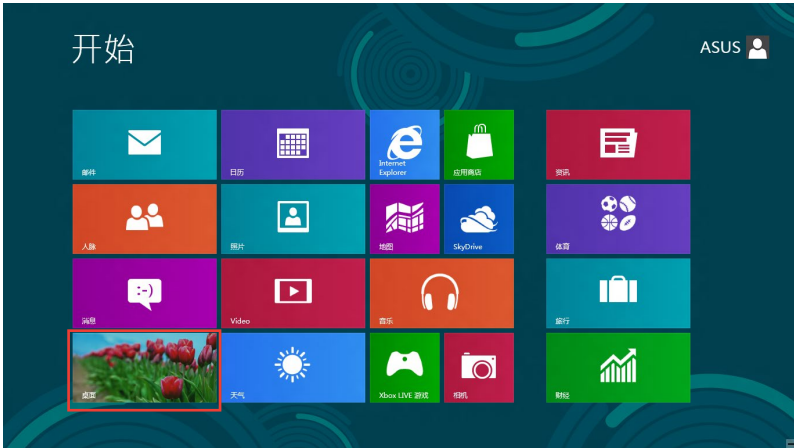 开始
ASUS
邮件
日历
Internet
Explorer
应用商店
资讯
人脉
照片
地图
SkyDrive
体育
消息
:-)
Video
音乐
旅行
桌面
天气
Xbox LIVE 游戏
相机
财经